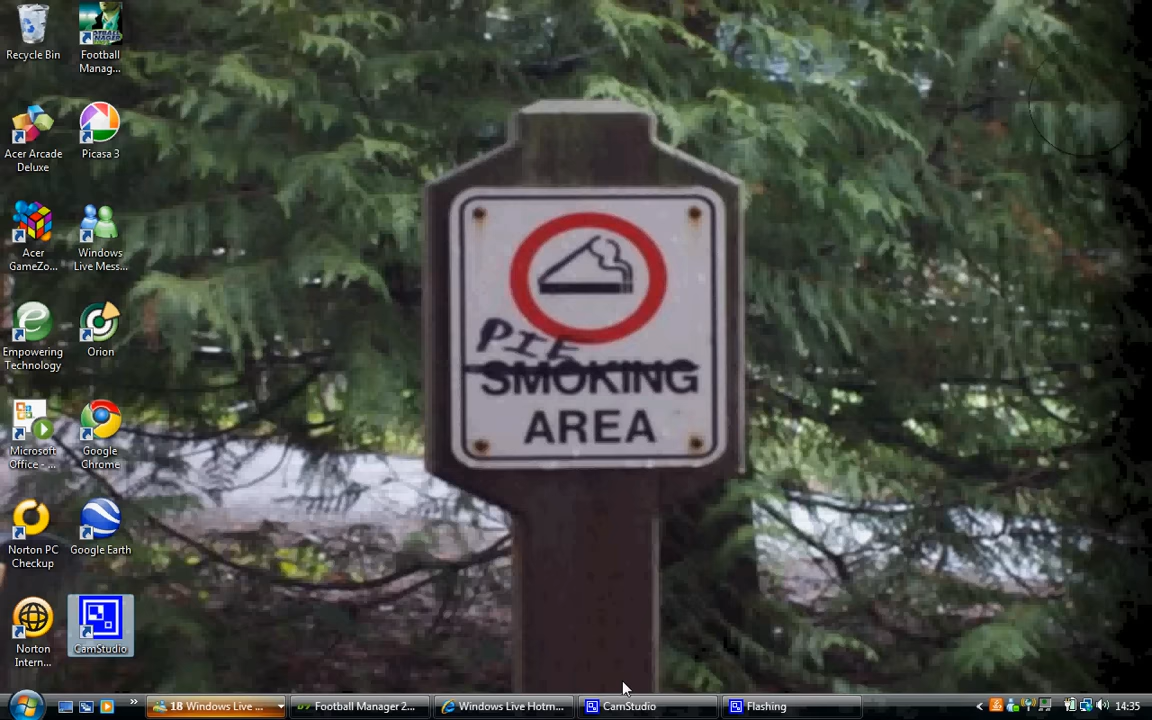 Recycle Bin
Football
Manag...
Acer Arcade
Deluxe
Picasa 3
Acer
GameZo...
Windows
Live Mess...
Empowering
Technology
Orion
Microsoft
Office - ...
Google
Chrome
Norton PC
Checkup
Google Earth
Norton
Intern...
CamStudio
PIE
SMOKING
AREA
18 Windows Live ...
Football Manager 2...
Windows Live Hotm...
CamStudio
Flashing
14:35